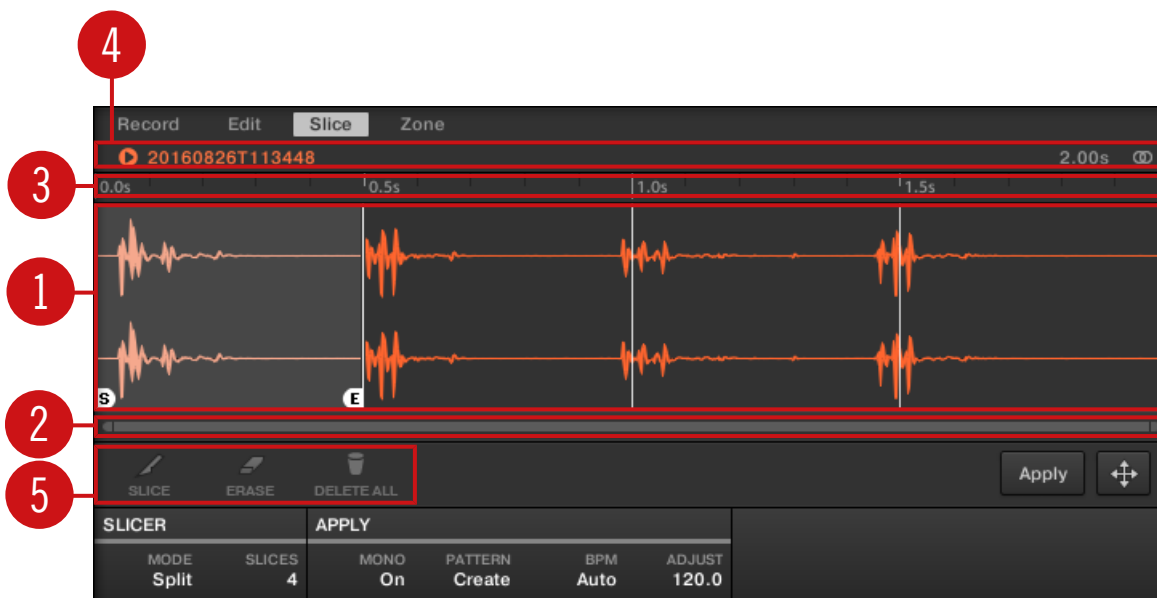 4
Record Edit Slice Zone
20160826T113448 2.00s
3
0.0s 0.5s 1.0s 1.5s
1
S E
2
5
SLICE ERASE DELETE ALL Apply
SLICER APPLY
MODE SLICES MONO PATTERN BPM ADJUST
Split 4 On Create Auto 120.0